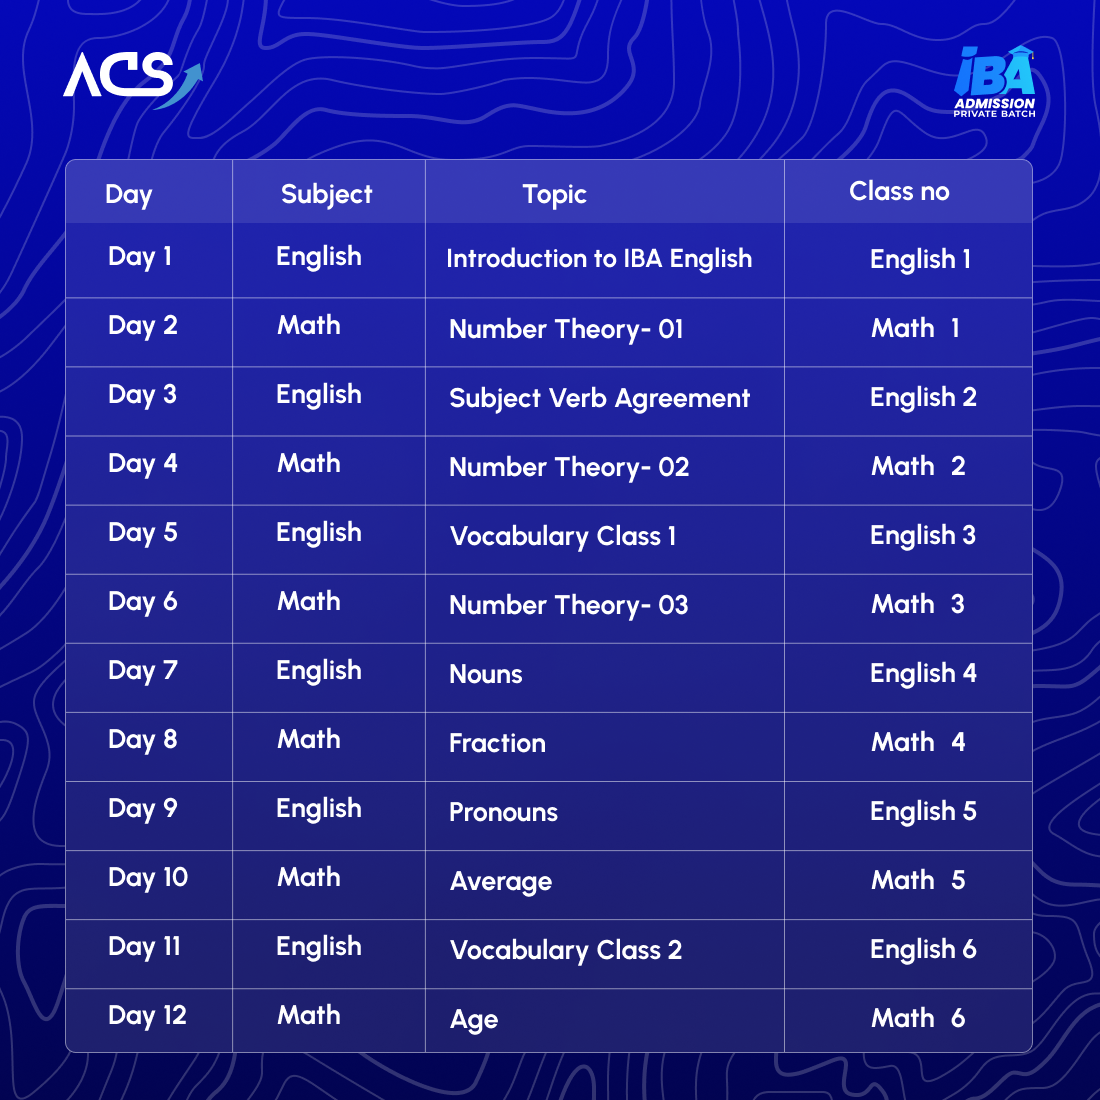 ACS
iBA
ADMISSION
PRIVATE BATCH
Day Subject Topic Class no
Day 1 English Introduction to IBA English English 1
Day 2 Math Number Theory- 01 Math 1
Day 3 English Subject Verb Agreement English 2
Day 4 Math Number Theory- 02 Math 2
Day 5 English Vocabulary Class 1 English 3
Day 6 Math Number Theory- 03 Math 3
Day 7 English Nouns English 4
Day 8 Math Fraction Math 4
Day 9 English Pronouns English 5
Day 10 Math Average Math 5
Day 11 English Vocabulary Class 2 English 6
Day 12 Math Age Math 6